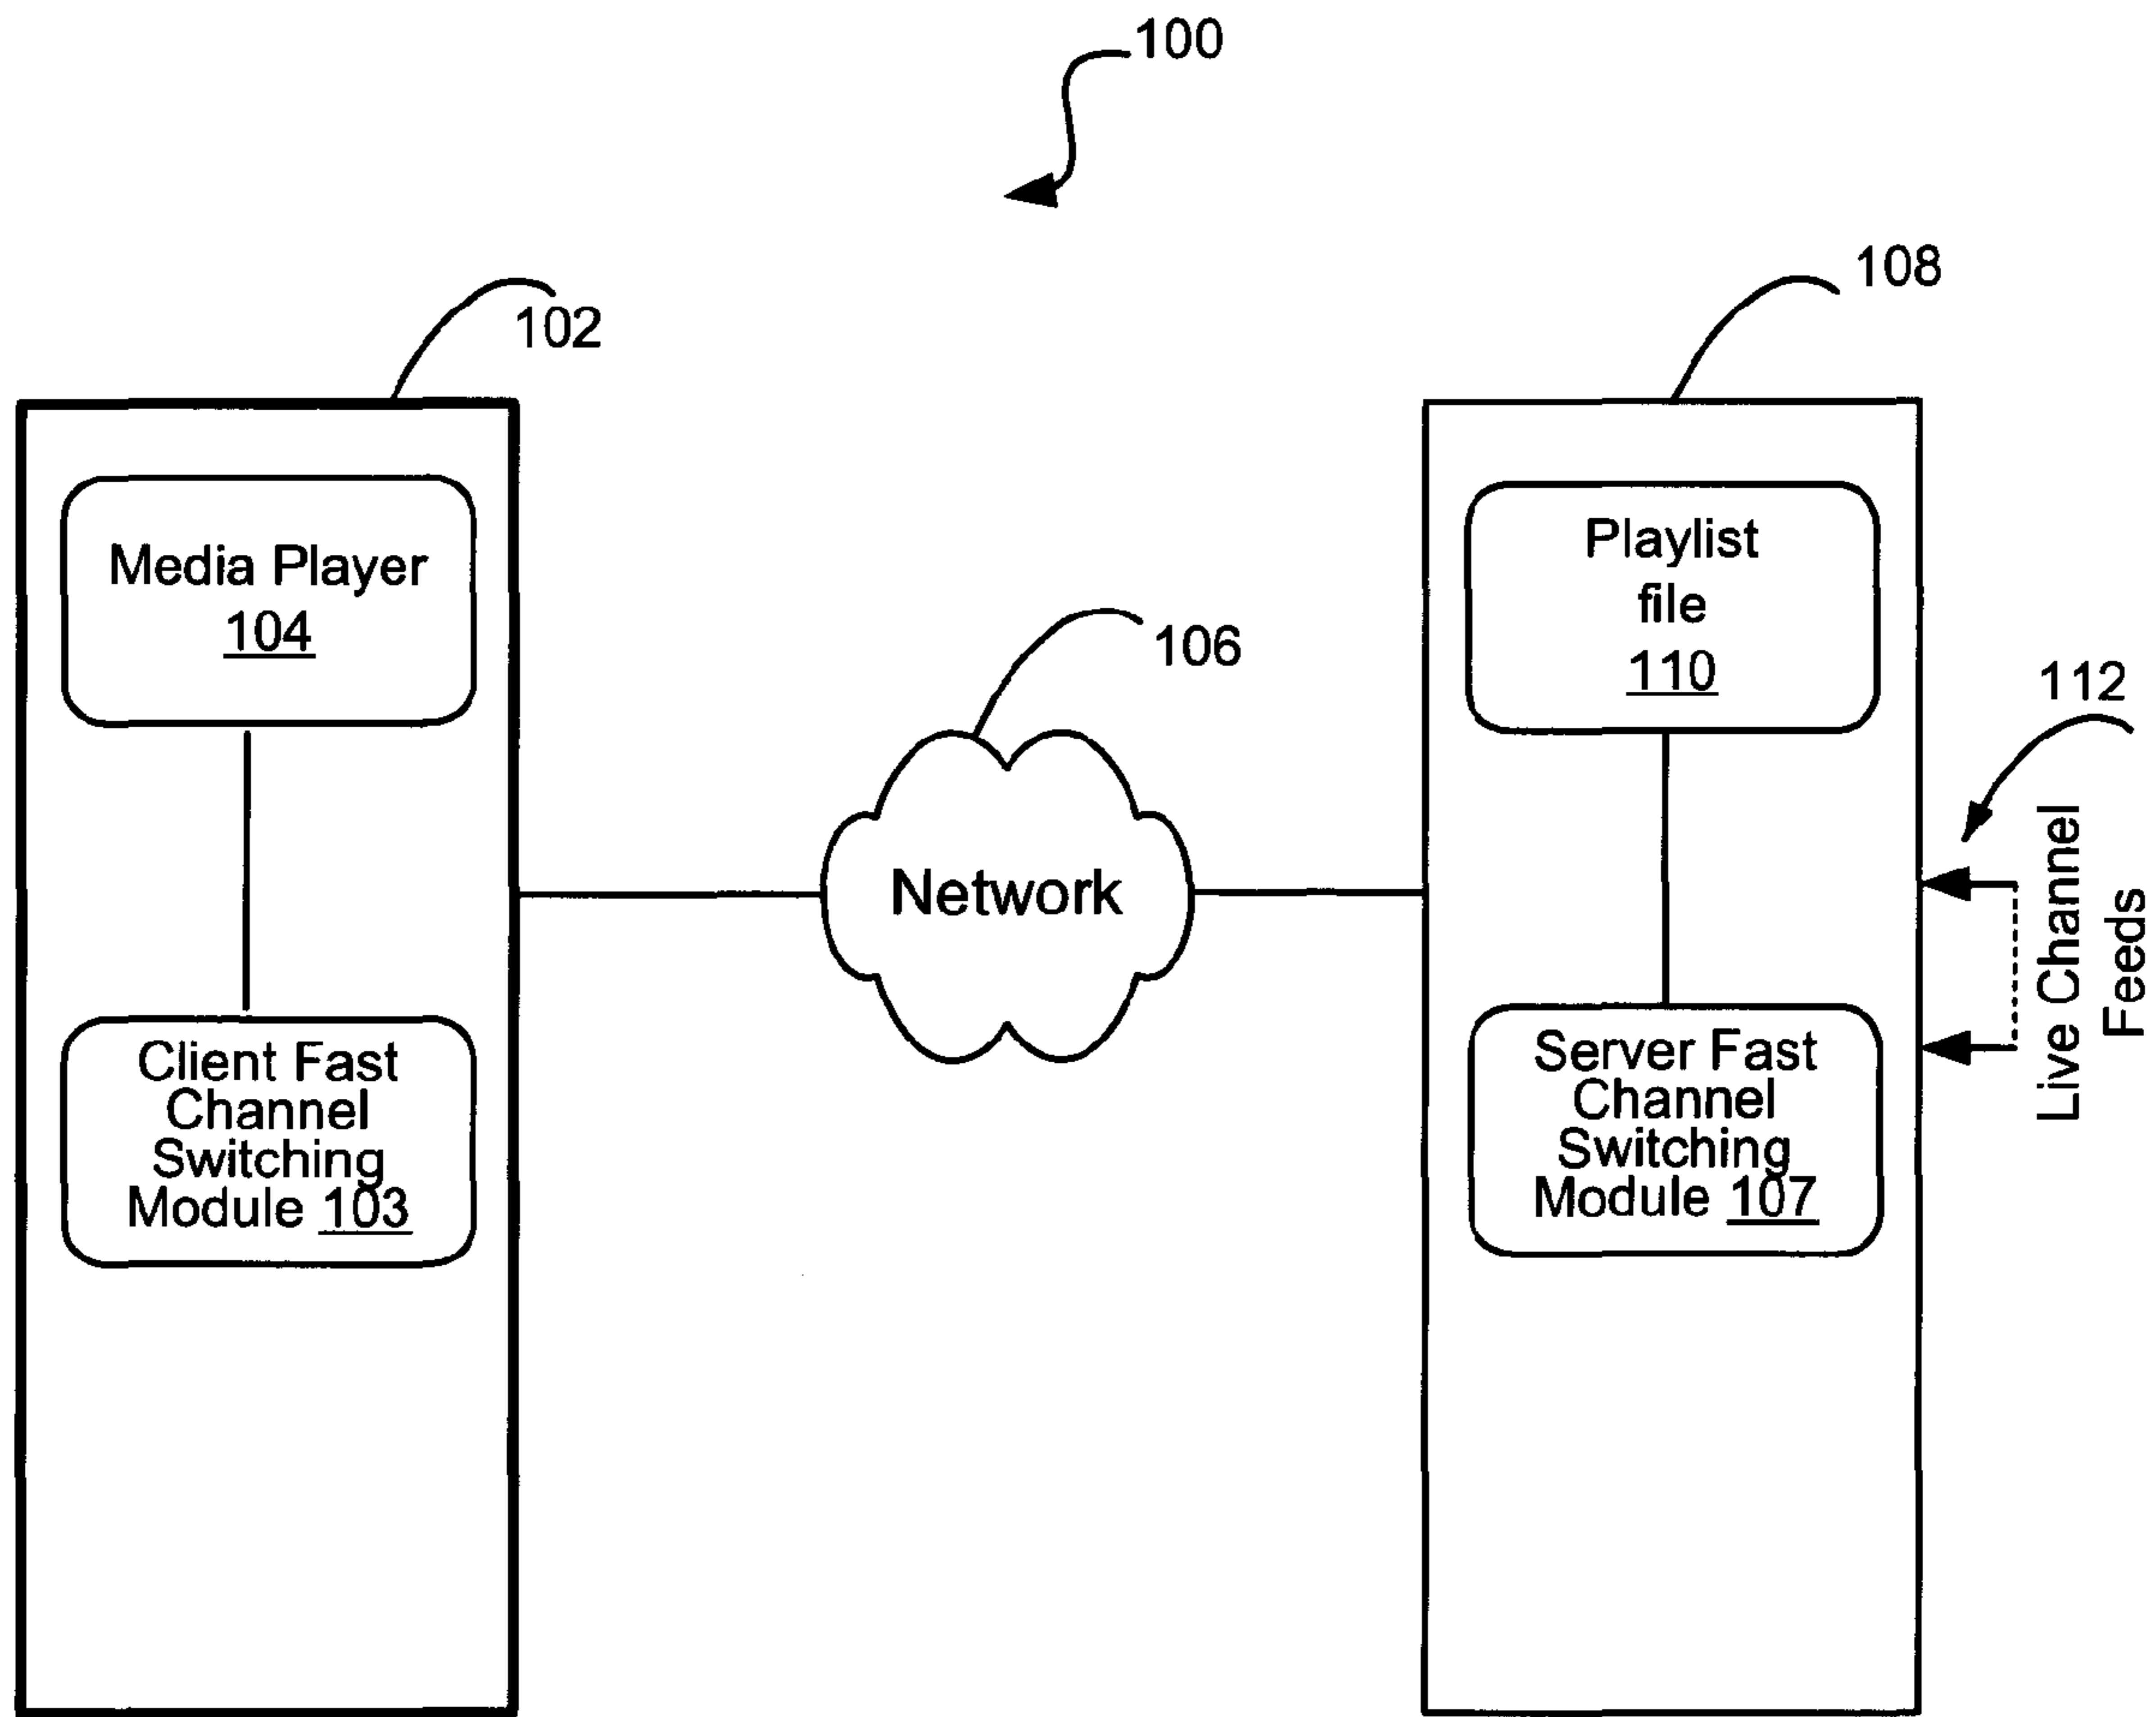 100
102
108
Media Player
104
Playlist
file
110
106
112
Network
Live Channel
Feeds
Client Fast
Channel
Switching
Module 103
Server Fast
Channel
Switching
Module 107